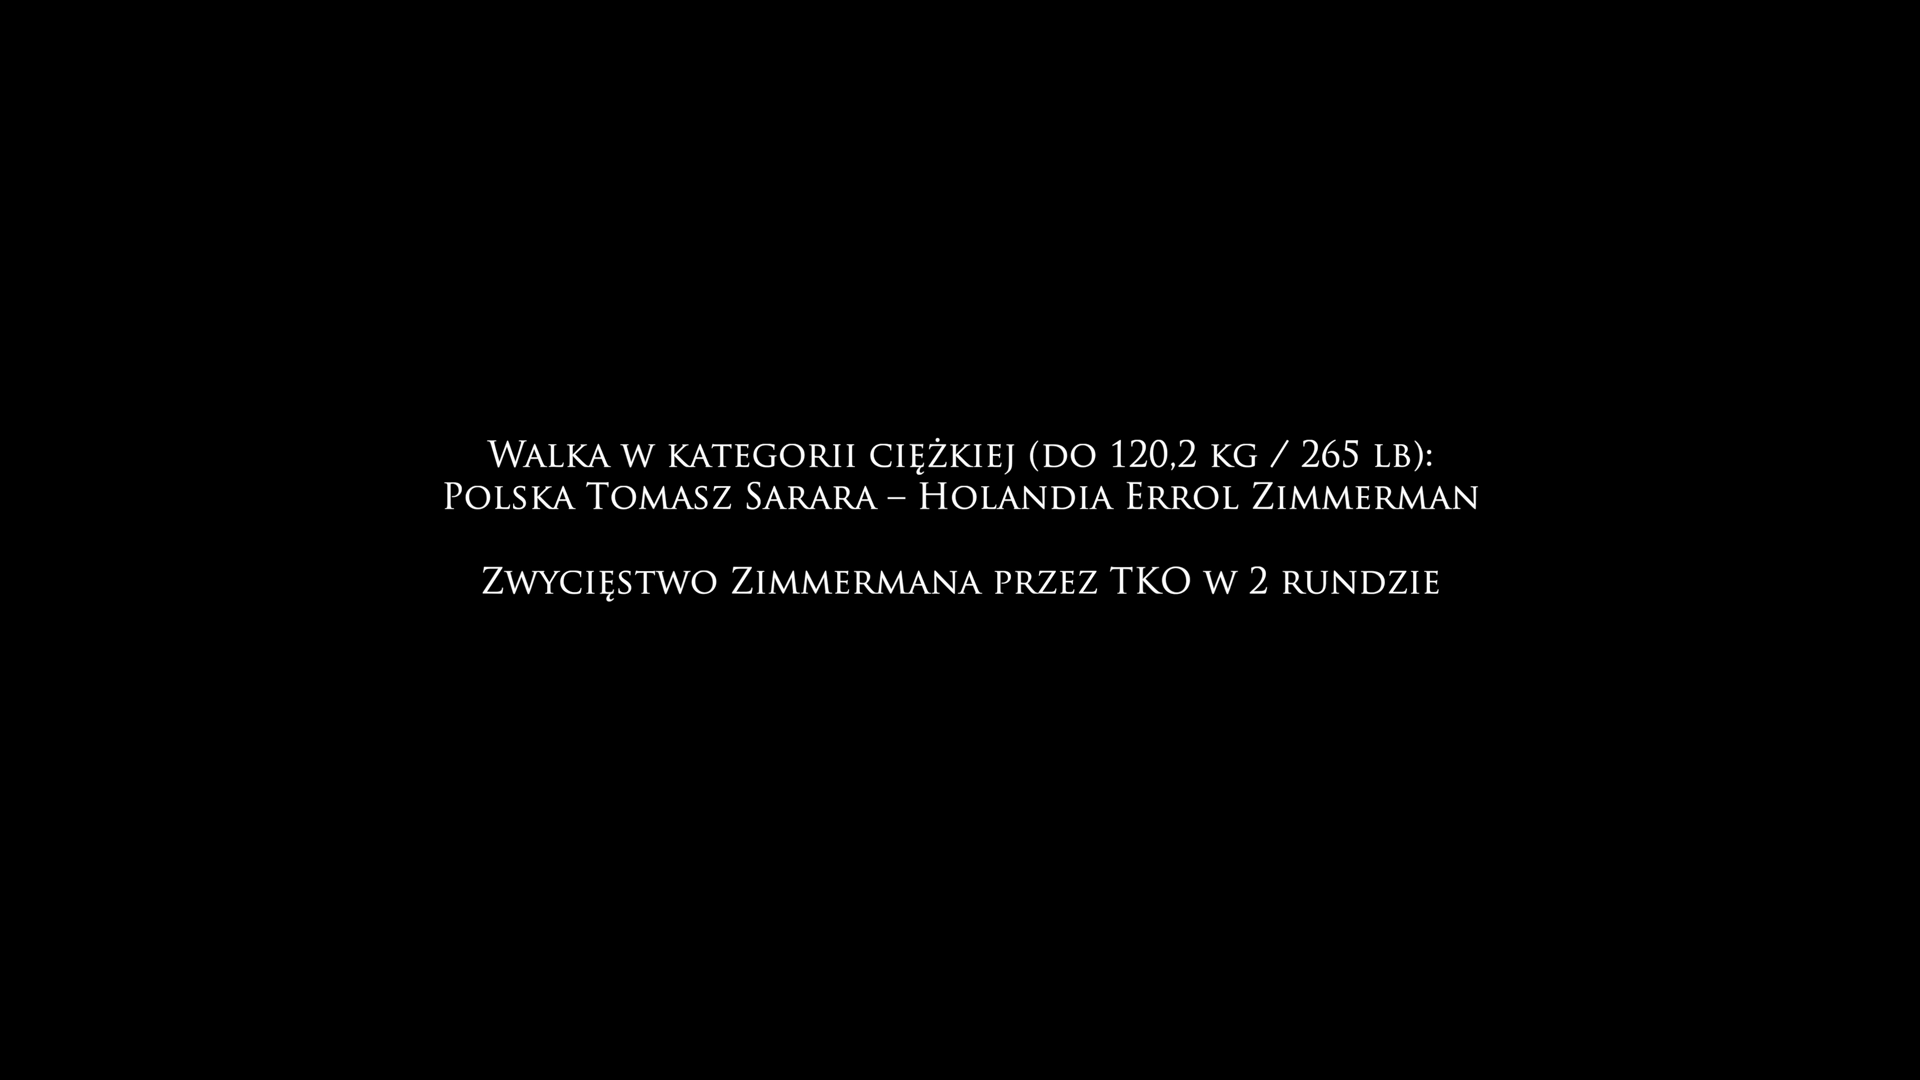 Walka w kategorii ciężkiej (do 120,2 kg / 265 lb):
Polska Tomasz Sarara – Holandia Errol Zimmerman
Zwycięstwo Zimmermana przez TKO w 2 rundzie